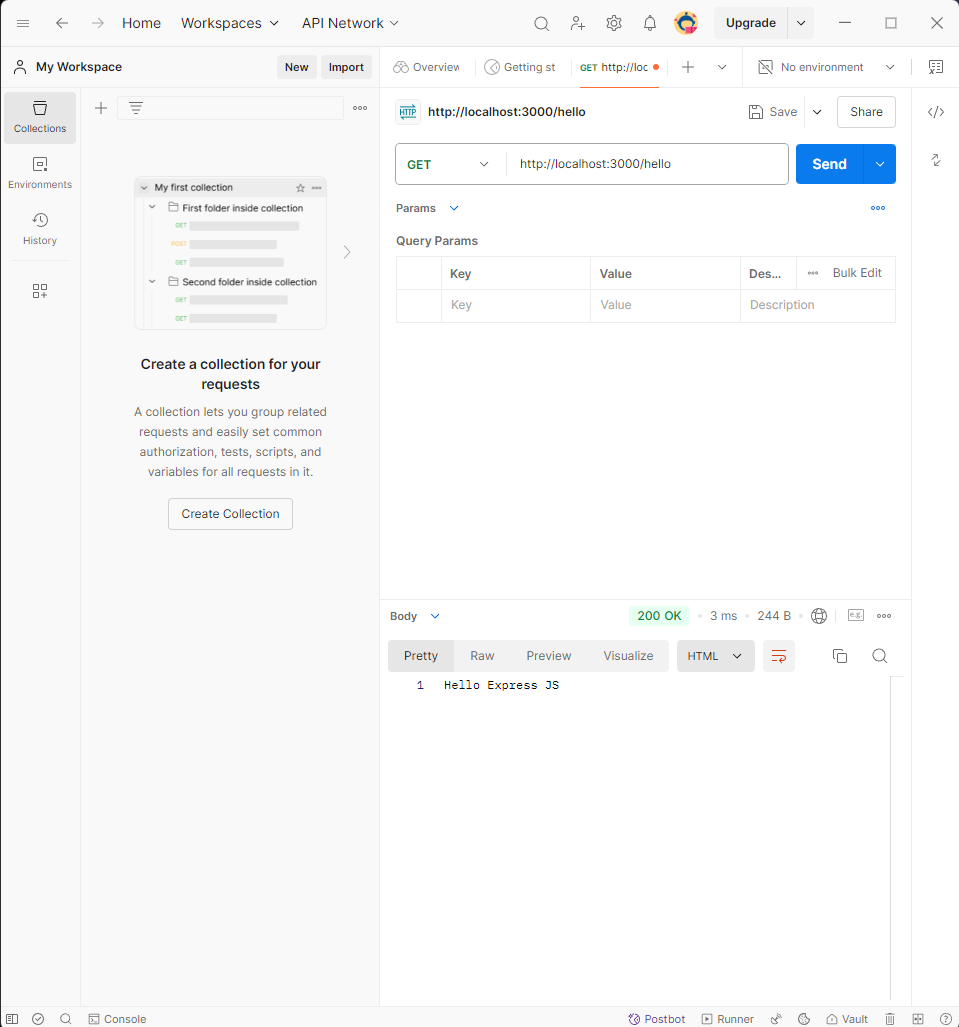 Home Workspaces API Network Upgrade
My Workspace New Import Overview Getting st GET http://loc No environment
Collections
Environments
History
My first collection
First folder inside collection
GET
POST
GET
Second folder inside collection
GET
GET
Create a collection for your
requests
A collection lets you group related
requests and easily set common
authorization, tests, scripts, and
variables for all requests in it.
Create Collection
HTTP http://localhost:3000/hello Save Share
GET http://localhost:3000/hello Send
Params
Query Params
Key Value Des... Bulk Edit
Key Value Description
Body 200 OK 3 ms 244 B e.g.
Pretty Raw Preview Visualize HTML
1 Hello Express JS
Console Postbot Runner Vault